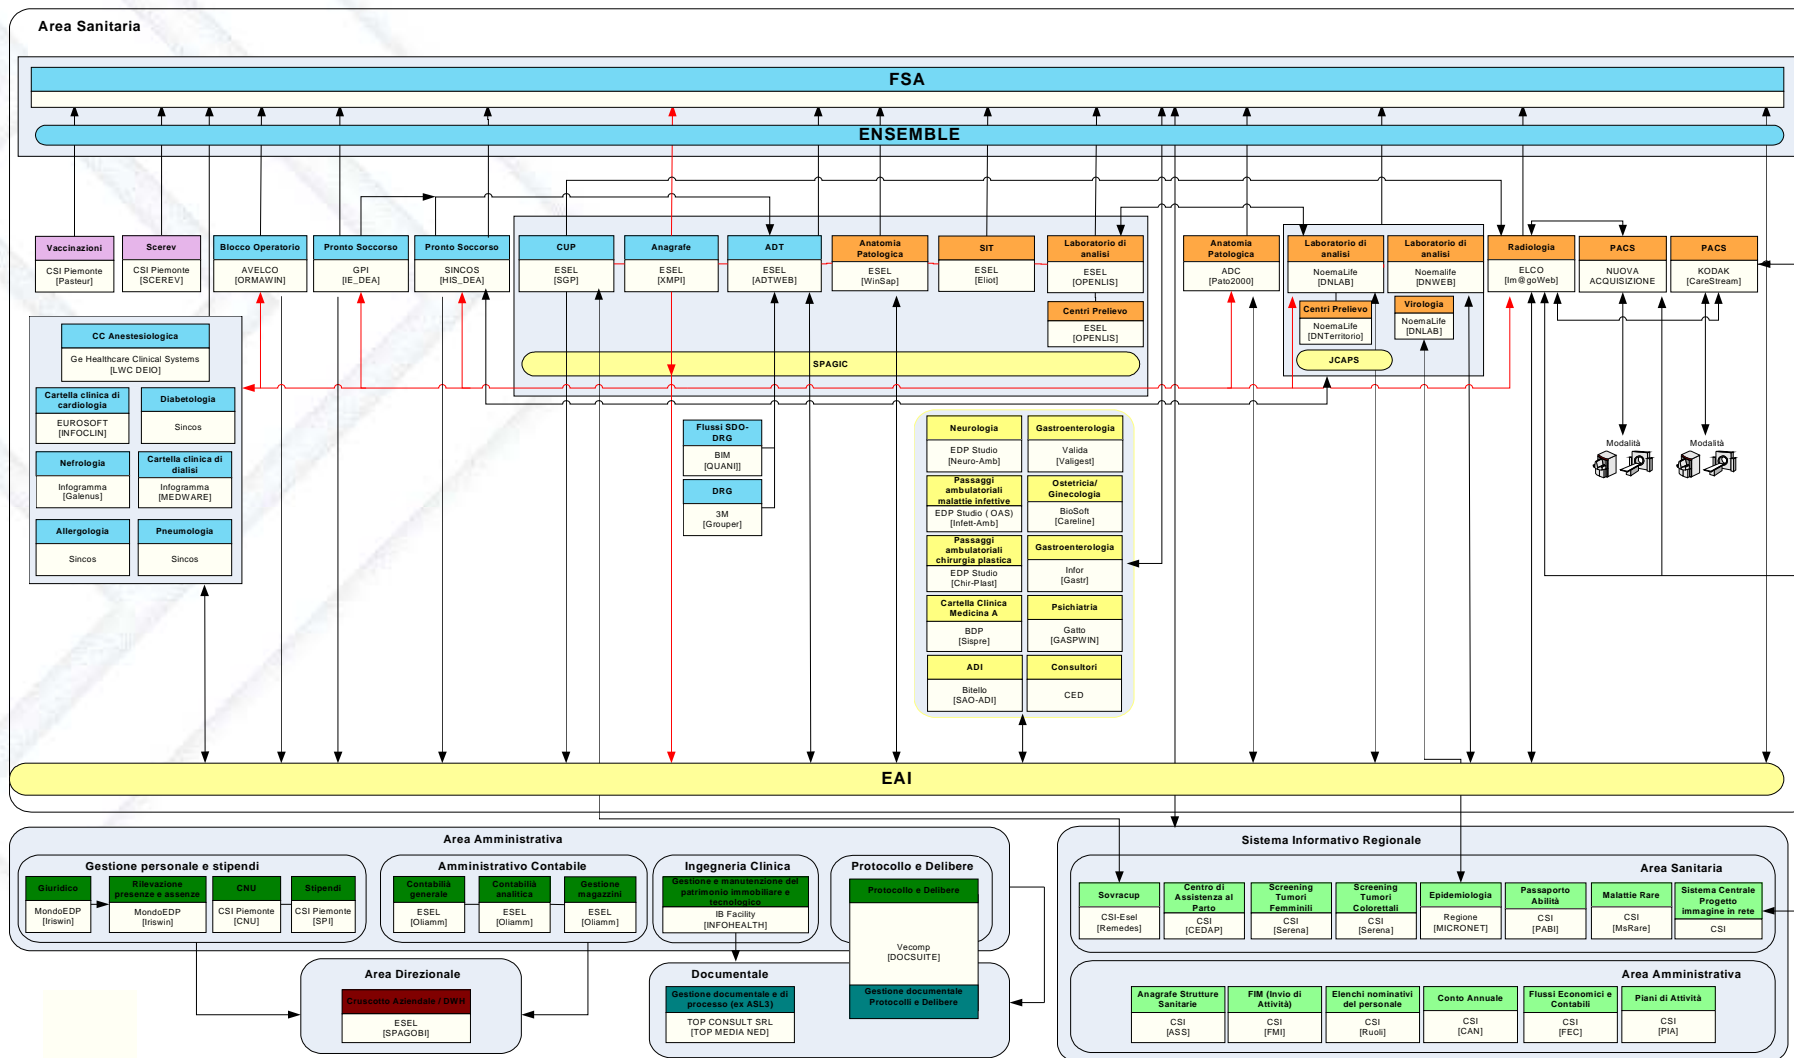 Area Sanitaria
FSA
ENSEMBLE
Vaccinazioni
CSI Piemonte
[Pasteur]
Scerev
CSI Piemonte
[SCEREV]
Blocco Operatorio
AVELCO
[ORMAWIN]
Pronto Soccorso
GPI
[IE_DEA]
Pronto Soccorso
SINCOS
[HIS_DEA]
CUP
ESEL
[SGP]
Anagrafe
ESEL
[XMPI]
ADT
ESEL
[ADTWEB]
Anatomia
Patologica
ESEL
[WinSap]
SIT
ESEL
[Eliot]
Laboratorio di
analisi
ESEL
[OPENLIS]
Centri Prelievo
ESEL
[OPENLIS]
SPAGIC
Anatomia
Patologica
ADC
[Pato2000]
Laboratorio di
analisi
NoemaLife
[DNLAB]
Centri Prelievo
NoemaLife
[DNTerritorio]
Laboratorio di
analisi
Noemalife
[DNWEB]
Virologia
NoemaLife
[DNLAB]
JCAPS
Radiologia
ELCO
[Im@goWeb]
PACS
NUOVA
ACQUISIZIONE
PACS
KODAK
[CareStream]
Modalità
Modalità
CC Anestesiologica
Ge Healthcare Clinical Systems
[LWC DEIO]
Cartella clinica di
cardiologia
EUROSOFT
[INFOCLIN]
Diabetologia
Sincos
Nefrologia
Infogramma
[Galenus]
Cartella clinica di
dialisi
Infogramma
[MEDWARE]
Allergologia
Sincos
Pneumologia
Sincos
Flussi SDO-
DRG
BIM
[QUANI]]
DRG
3M
[Grouper]
Neurologia
EDP Studio
[Neuro-Amb]
Gastroenterologia
Valida
[Valigest]
Passaggi
ambulatoriali
malattie infettive
EDP Studio ( OAS)
[Infett-Amb]
Ostetricia/
Ginecologia
BioSoft
[Careline]
Passaggi
ambulatoriali
chirurgia plastica
EDP Studio
[Chir-Plast]
Gastroenterologia
Infor
[Gastr]
Cartella Clinica
Medicina A
BDP
[Sispre]
Psichiatria
Gatto
[GASPWIN]
ADI
Bitello
[SAO-ADI]
Consultori
CED
EAI
Area Amministrativa
Gestione personale e stipendi
Giuridico
MondoEDP
[Iriswin]
Rilevazione
presenze e assenze
MondoEDP
[Iriswin]
CNU
CSI Piemonte
[CNU]
Stipendi
CSI Piemonte
[SPI]
Amministrativo Contabile
Contabilià
generale
ESEL
[Oliamm]
Contabilià
analitica
ESEL
[Oliamm]
Gestione
magazzini
ESEL
[Oliamm]
Ingegneria Clinica
Gestione e manutenzione del
patrimonio immobiliare e
tecnologico
IB Facility
[INFOHEALTH]
Protocollo e Delibere
Protocollo e Delibere
Vecomp
[DOCSUITE]
Gestione documentale
Protocolli e Delibere
Area Direzionale
Cruscotto Aziendale / DWH
ESEL
[SPAGOBI]
Documentale
Gestione documentale e di
processo (ex ASL3)
TOP CONSULT SRL
[TOP MEDIA NED]
Sistema Informativo Regionale
Area Sanitaria
Sovracup
CSI-Esel
[Remedes]
Centro di
Assistenza al
Parto
CSI
[CEDAP]
Screening
Tumori
Femminili
CSI
[Serena]
Screening
Tumori
Colorettali
CSI
[Serena]
Epidemiologia
Regione
[MICRONET]
Passaporto
Abilità
CSI
[PABI]
Malattie Rare
CSI
[MsRare]
Sistema Centrale
Progetto
immagine in rete
CSI
Area Amministrativa
Anagrafe Strutture
Sanitarie
CSI
[ASS]
FIM (Invio di
Attività)
CSI
[FMI]
Elenchi nominativi
del personale
CSI
[Ruoli]
Conto Annuale
CSI
[CAN]
Flussi Economici e
Contabili
CSI
[FEC]
Piani di Attività
CSI
[PIA]